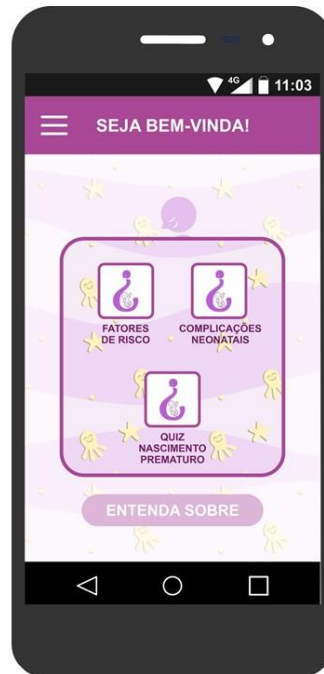 4G 11:03
SEJA BEM-VINDA!
FATORES
DE RISCO
COMPLICAÇÕES
NEONATAIS
QUIZ
NASCIMENTO
PREMATURO
ENTENDA SOBRE